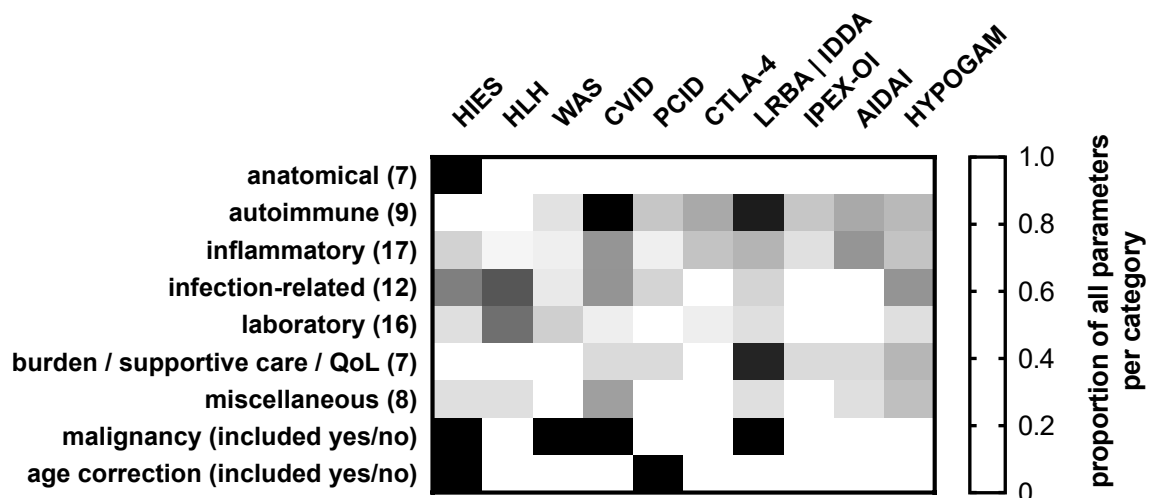 HIES
HLH
WAS
CVID
PCID
CTLA-4
LRBA | IDDA
IPEX-OI
AIDAI
HYPOGAM
anatomical (7)
autoimmune (9)
inflammatory (17)
infection-related (12)
laboratory (16)
burden / supportive care / QoL (7)
miscellaneous (8)
malignancy (included yes/no)
age correction (included yes/no)
1.0
0.8
0.6
0.4
0.2
0
proportion of all parameters
per category